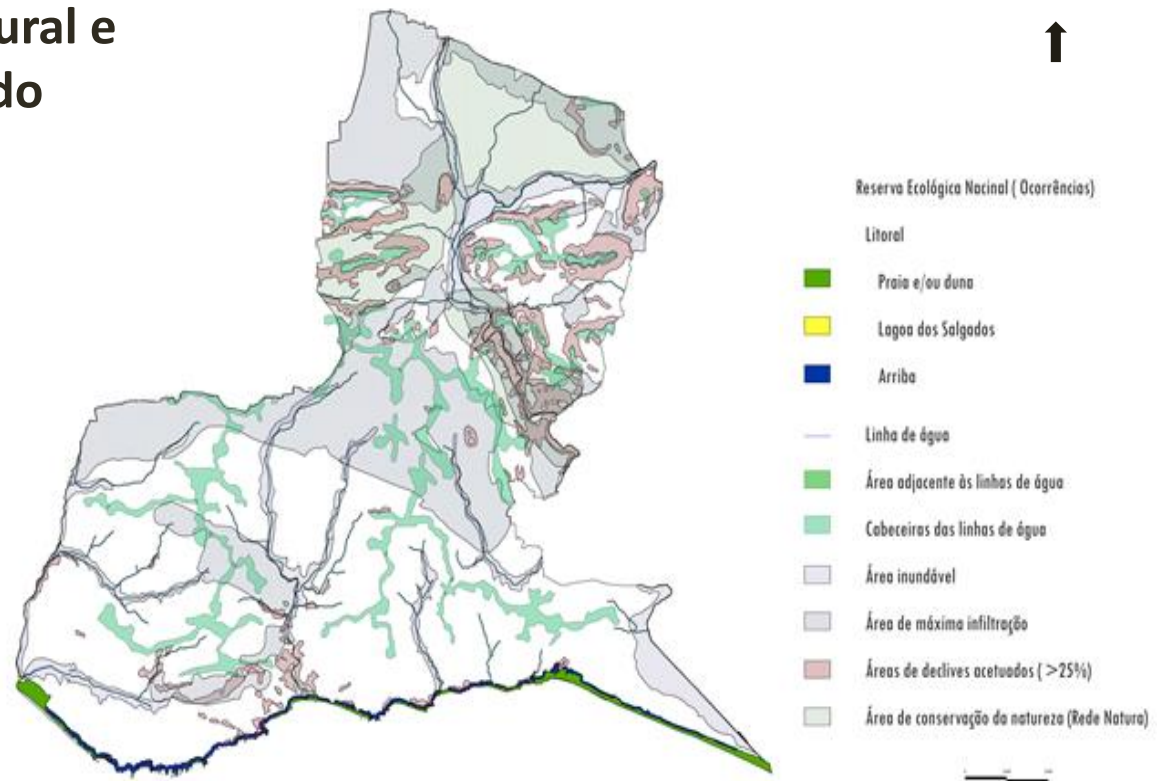 ural e
do
Reserva Ecológica Nacinal ( Ocorrências)
Litoral
Praia e/ou duna
Lagoa dos Salgados
Arriba
Linha de água
Área adjacente às linhas de água
Cabeceiras das linhas de água
Área inundável
Área de máxima infiltração
Áreas de declives acetuados ( >25%)
Área de conservação da natureza (Rede Natura)